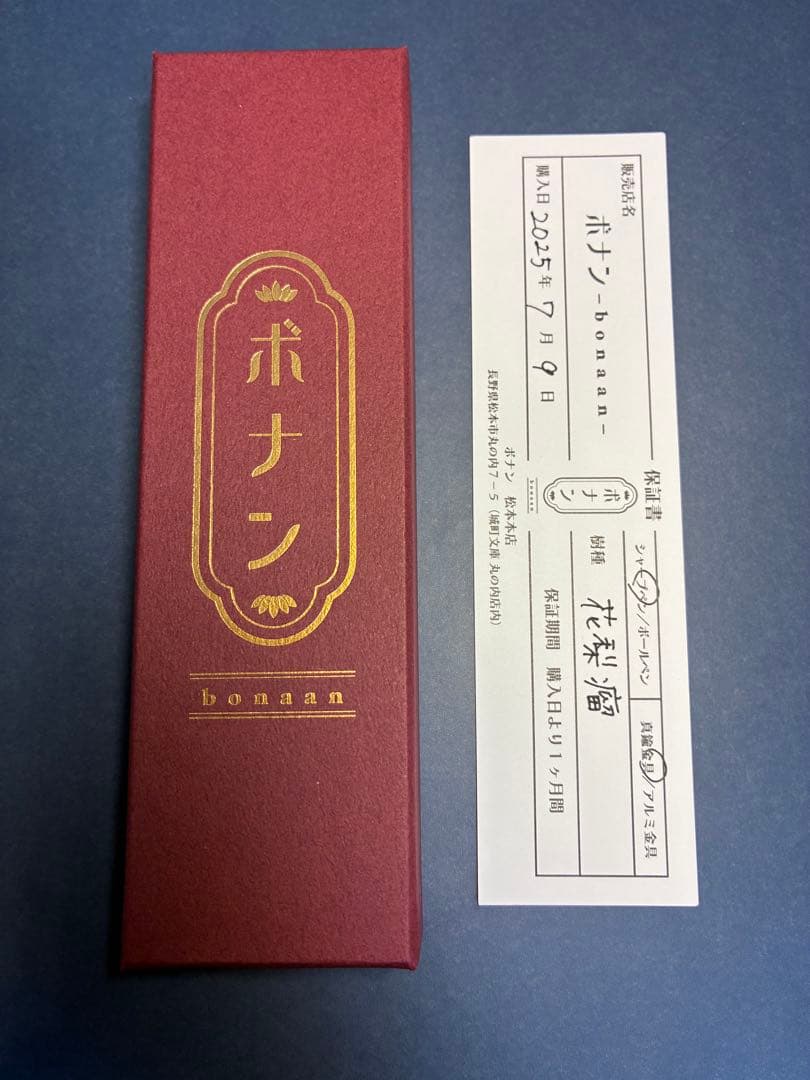 ボナン
bonaan
保証書
販売店名 ボナン-bonaan-
購入日 2025年 7月 9日
ボナン
bonaan
シャープペン/ボールペン 真鍮金具/アルミ金具
樹種 花梨瘤
保証期間 購入日より1ヶ月間
ボナン 松本本店
長野県松本市丸の内7-5(城町文庫 丸の内店内)